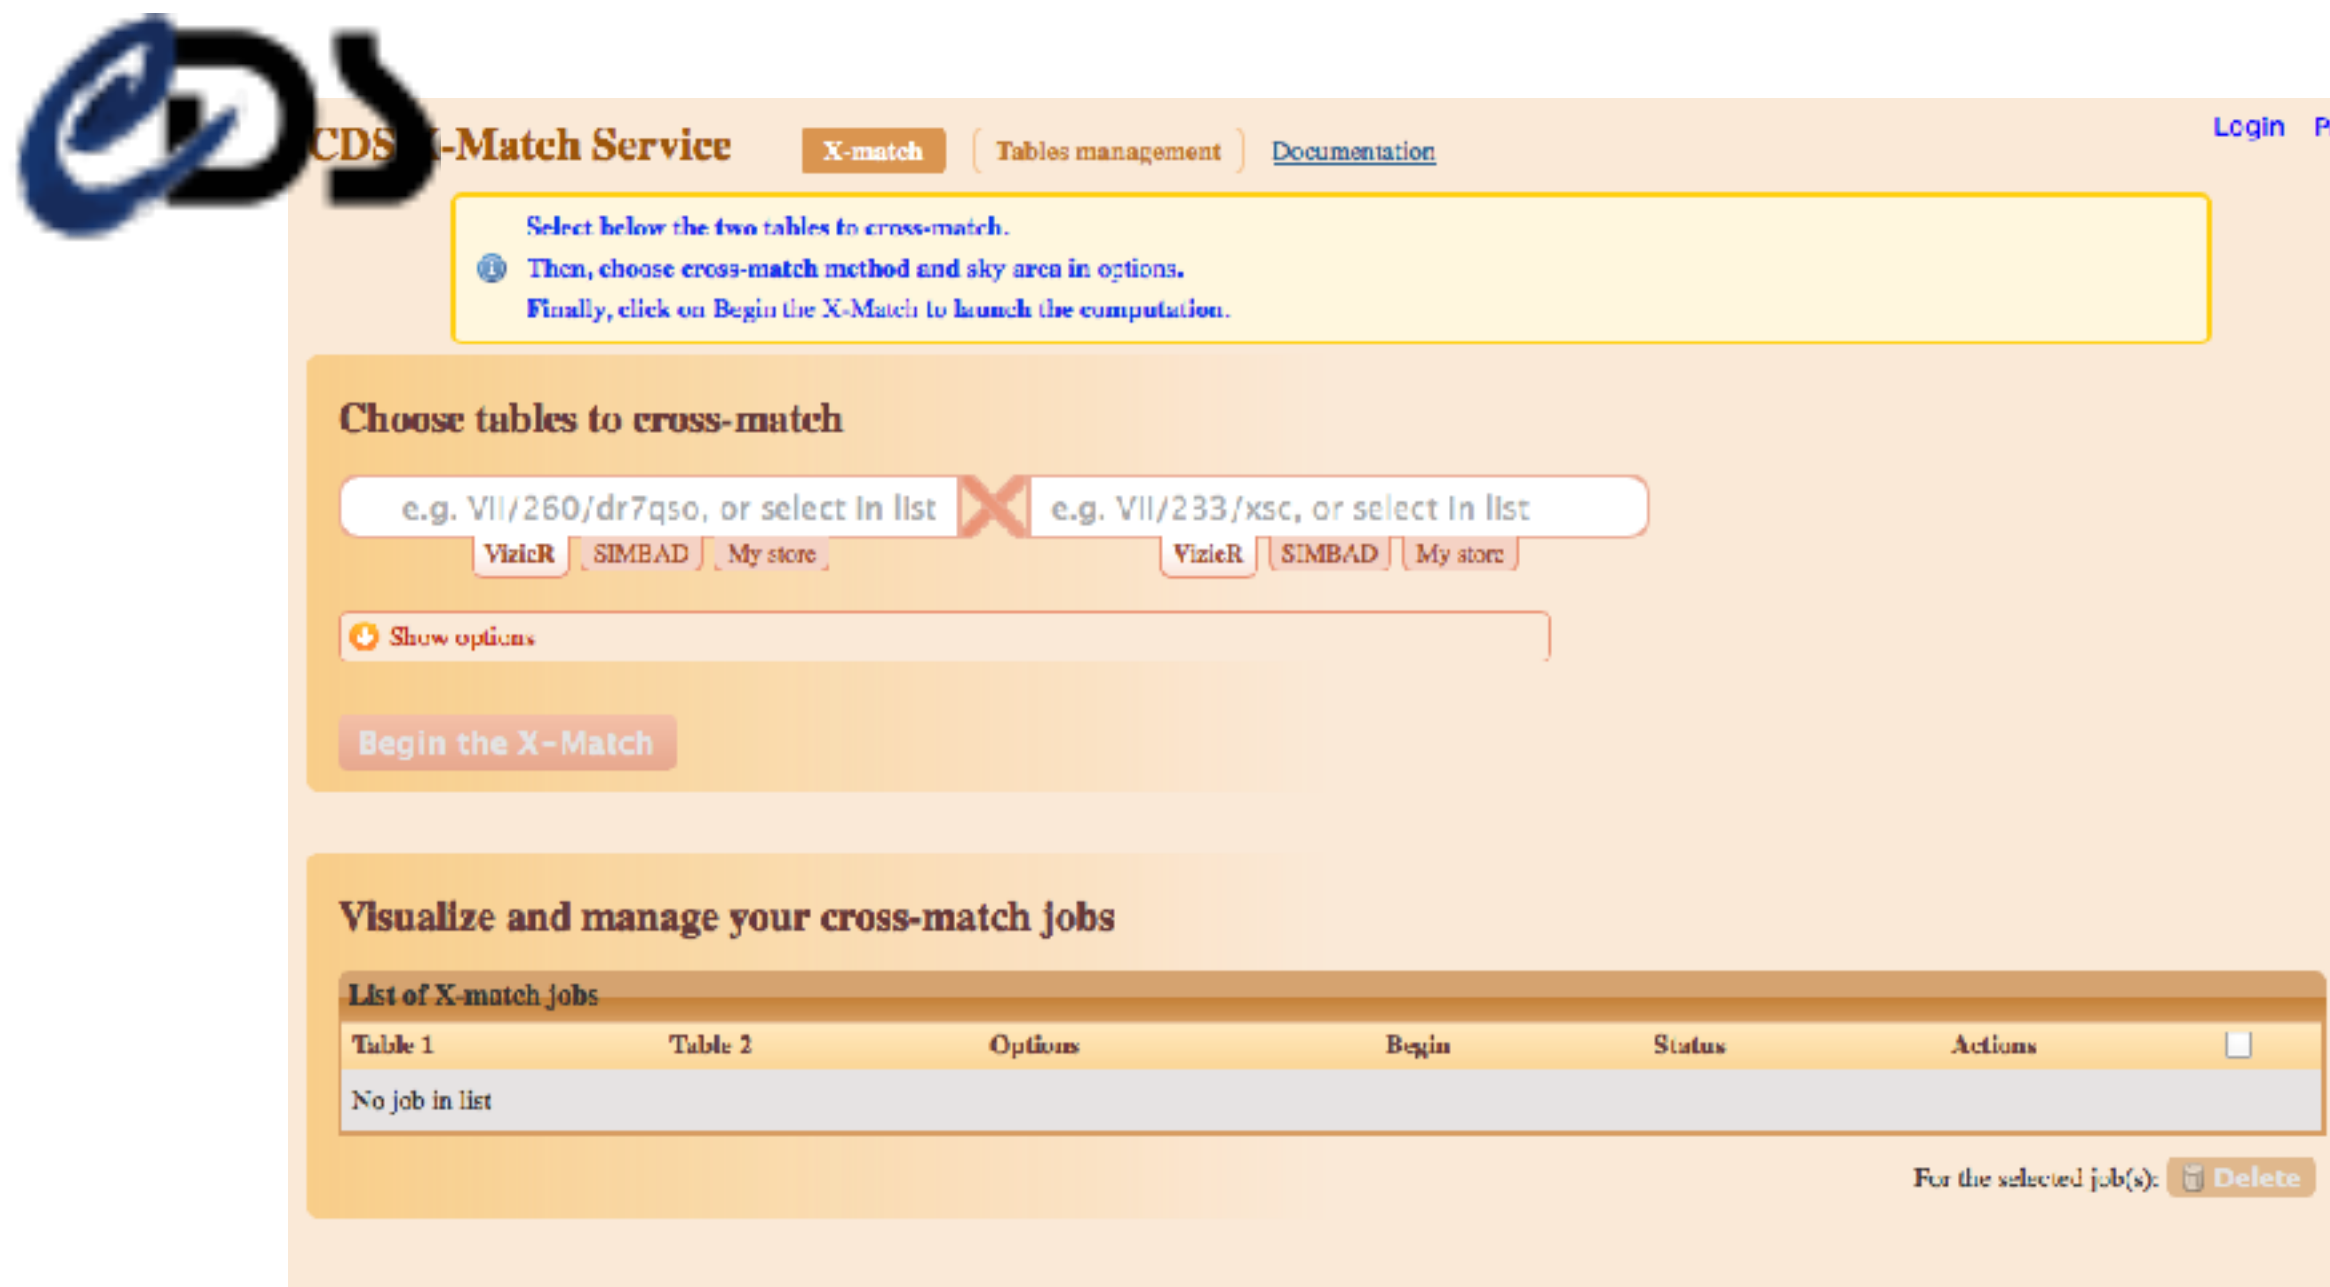 CDS
CDS X-Match Service X-match Tables management Documentation Login
Select below the two tables to cross-match.
Then, choose cross-match method and sky area in options.
Finally, click on Begin the X-Match to launch the computation.
Choose tables to cross-match
e.g. VII/260/dr7qso, or select in list X e.g. VII/233/xsc, or select in list
VizieR SIMBAD My store VizieR SIMBAD My store
Show options
Begin the X-Match
Visualize and manage your cross-match jobs
List of X-match jobs
Table 1 Table 2 Options Begin Status Actions
No job in list
For the selected job(s): Delete